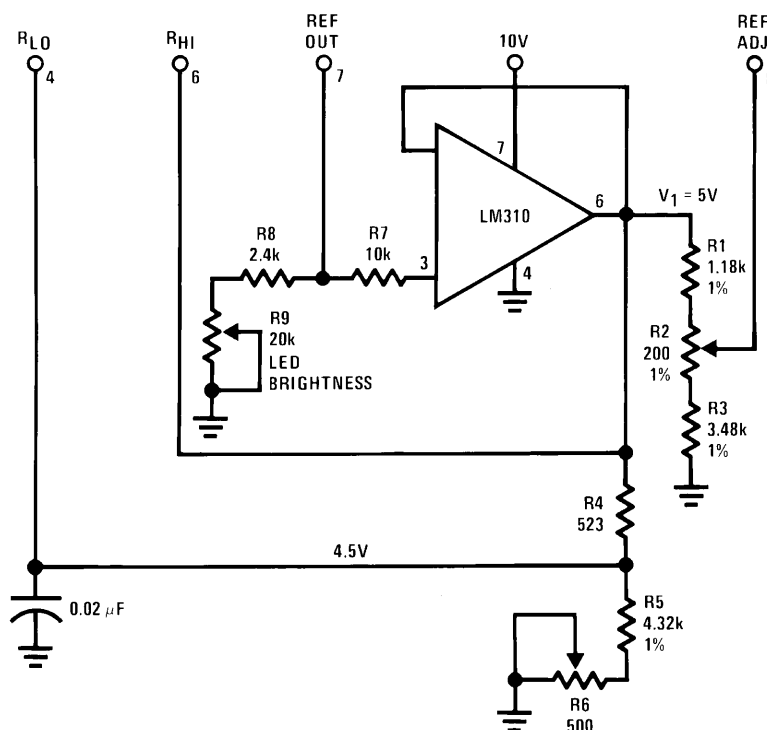 RLO
4
RHI
6
REF
OUT
7
10V
REF
ADJ
7
LM310
6
3
4
V1 = 5V
R8
2.4k
R7
10k
R1
1.18k
1%
R9
20k
LED
BRIGHTNESS
R2
200
1%
R3
3.48k
1%
R4
523
4.5V
0.02 μF
R5
4.32k
1%
R6
500